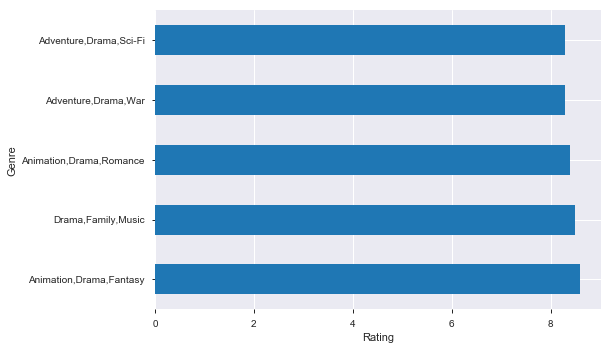 Genre
Adventure,Drama,Sci-Fi
Adventure,Drama,War
Animation,Drama,Romance
Drama,Family,Music
Animation,Drama,Fantasy
0 2 4 6 8
Rating